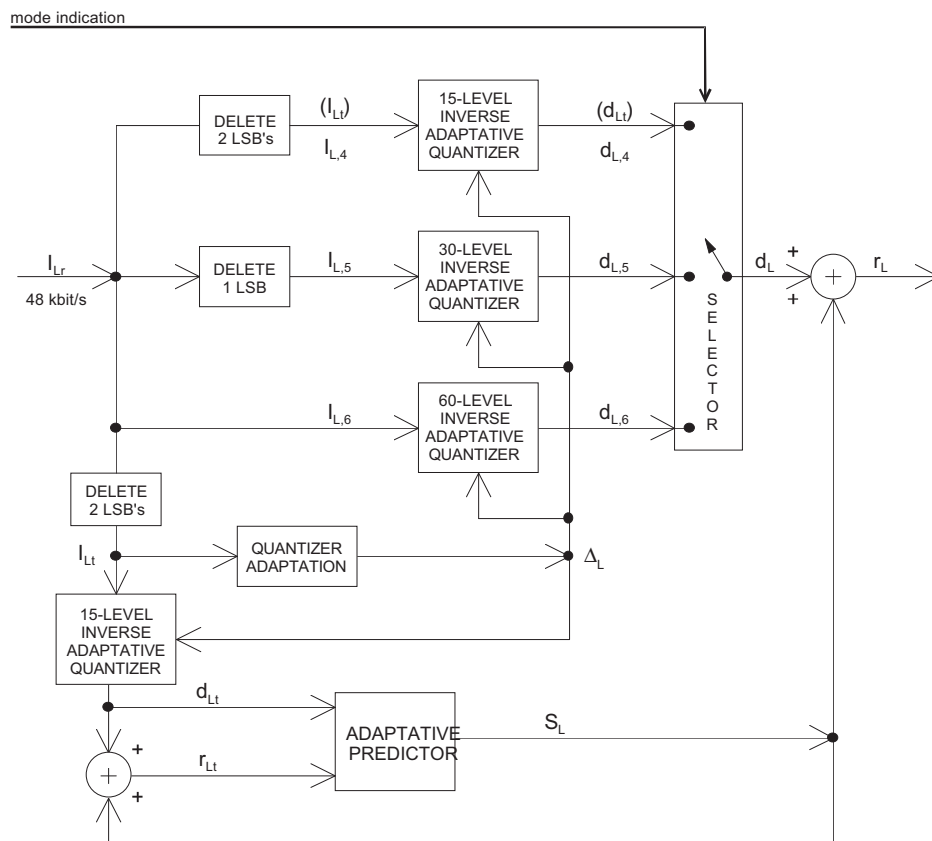 mode indication
DELETE
2 LSB's
(I_Lt)
I_L,4
15-LEVEL
INVERSE
ADAPTATIVE
QUANTIZER
(d_Lt)
d_L,4
I_Lr
48 kbit/s
DELETE
1 LSB
I_L,5
30-LEVEL
INVERSE
ADAPTATIVE
QUANTIZER
d_L,5
S
E
L
E
C
T
O
R
d_L
+
+
+
r_L
I_L,6
60-LEVEL
INVERSE
ADAPTATIVE
QUANTIZER
d_L,6
DELETE
2 LSB's
I_Lt
QUANTIZER
ADAPTATION
Δ_L
15-LEVEL
INVERSE
ADAPTATIVE
QUANTIZER
d_Lt
+
+
+
r_Lt
ADAPTATIVE
PREDICTOR
S_L